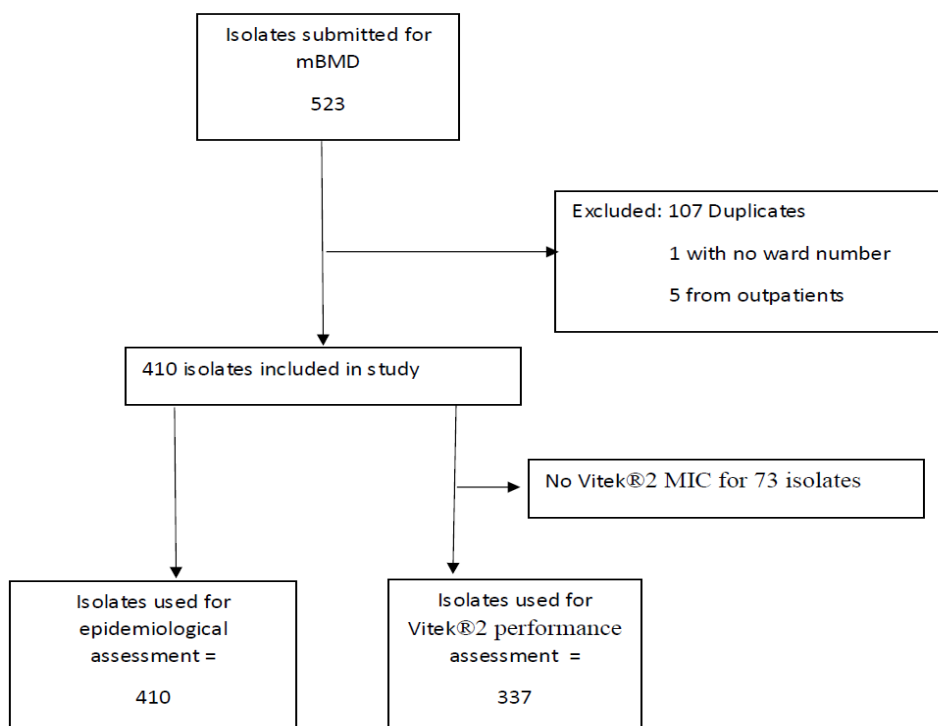 Isolates submitted for
mBMD
523
Excluded: 107 Duplicates
1 with no ward number
5 from outpatients
410 isolates included in study
No Vitek®2 MIC for 73 isolates
Isolates used for
epidemiological
assessment =
410
Isolates used for
Vitek®2 performance
assessment =
337